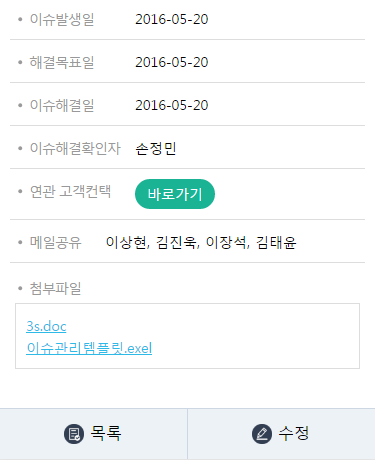 • 이슈발생일 2016-05-20
• 해결목표일 2016-05-20
• 이슈해결일 2016-05-20
• 이슈해결확인자 손정민
• 연관 고객컨택 바로가기
• 메일공유 이상현, 김진욱, 이장석, 김태윤
• 첨부파일
3s.doc
이슈관리템플릿.exel
목록 수정